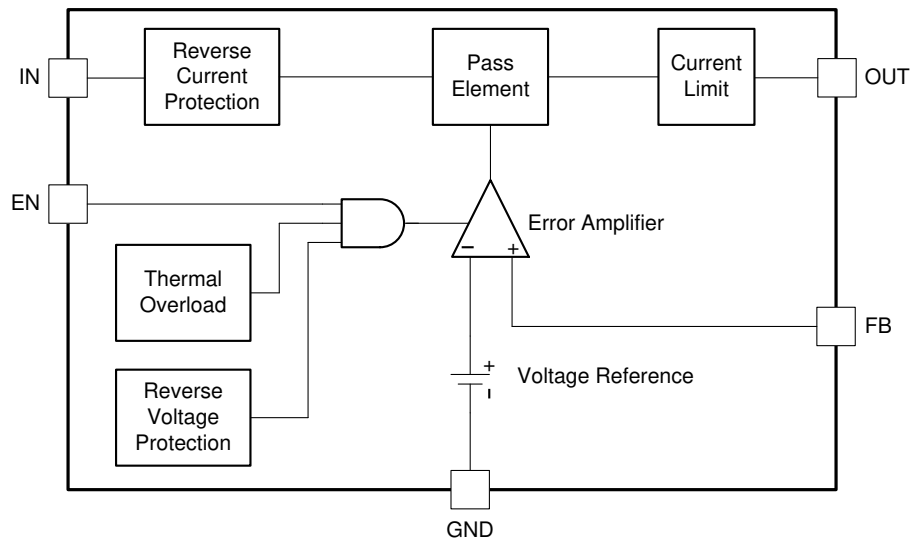 Reverse
Current
Protection
Pass
Element
Current
Limit
IN
OUT
EN
Error Amplifier
−
+
Thermal
Overload
FB
+
Voltage Reference
−
Reverse
Voltage
Protection
GND